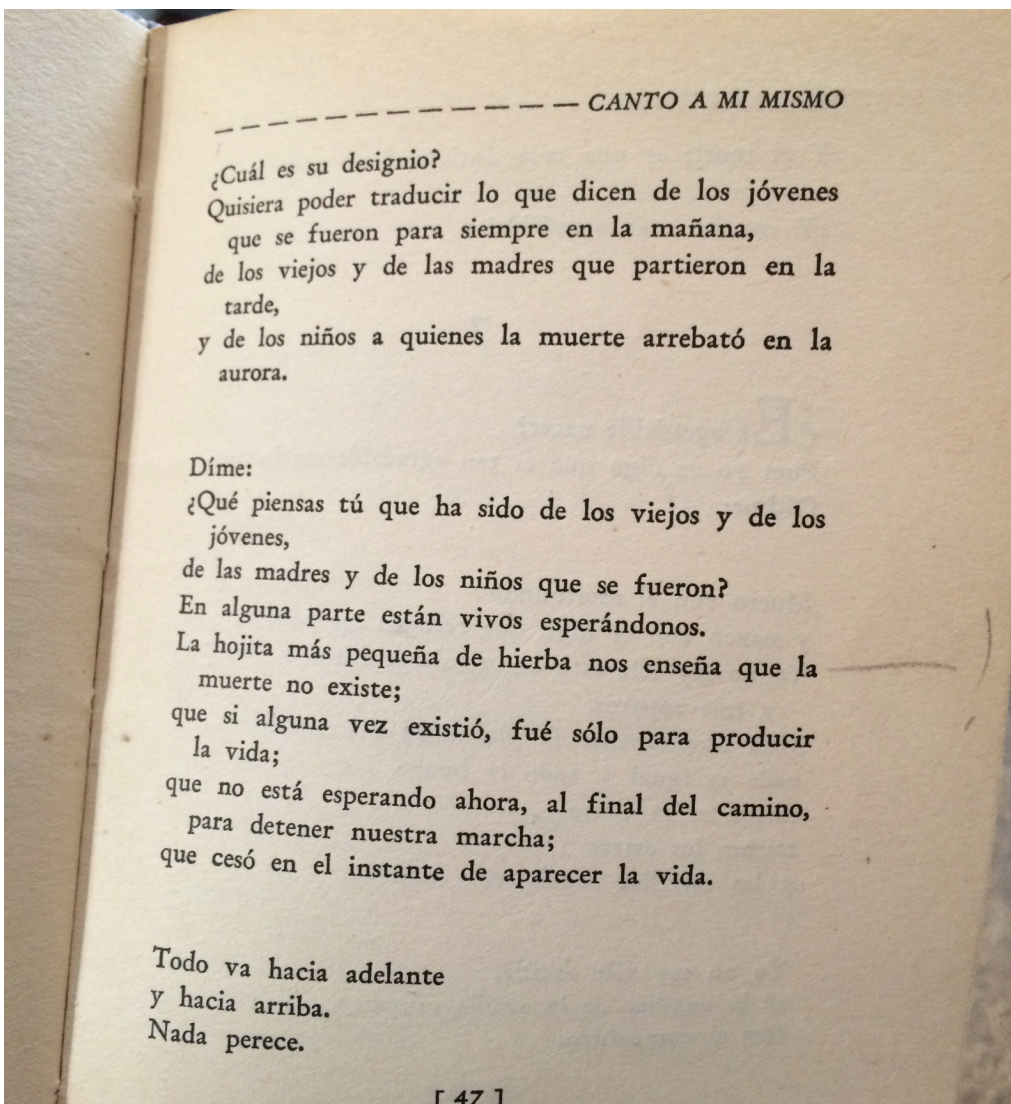 CANTO A MI MISMO
¿Cuál es su designio?
Quisiera poder traducir lo que dicen de los jóvenes
que se fueron para siempre en la mañana,
de los viejos y de las madres que partieron en la
tarde,
y de los niños a quienes la muerte arrebató en la
aurora.
Díme:
¿Qué piensas tú que ha sido de los viejos y de los
jóvenes,
de las madres y de los niños que se fueron?
En alguna parte están vivos esperándonos.
La hojita más pequeña de hierba nos enseña que la
muerte no existe;
que si alguna vez existió, fué sólo para producir
la vida;
que no está esperando ahora, al final del camino,
para detener nuestra marcha;
que cesó en el instante de aparecer la vida.
Todo va hacia adelante
y hacia arriba.
Nada perece.
[ 47 ]